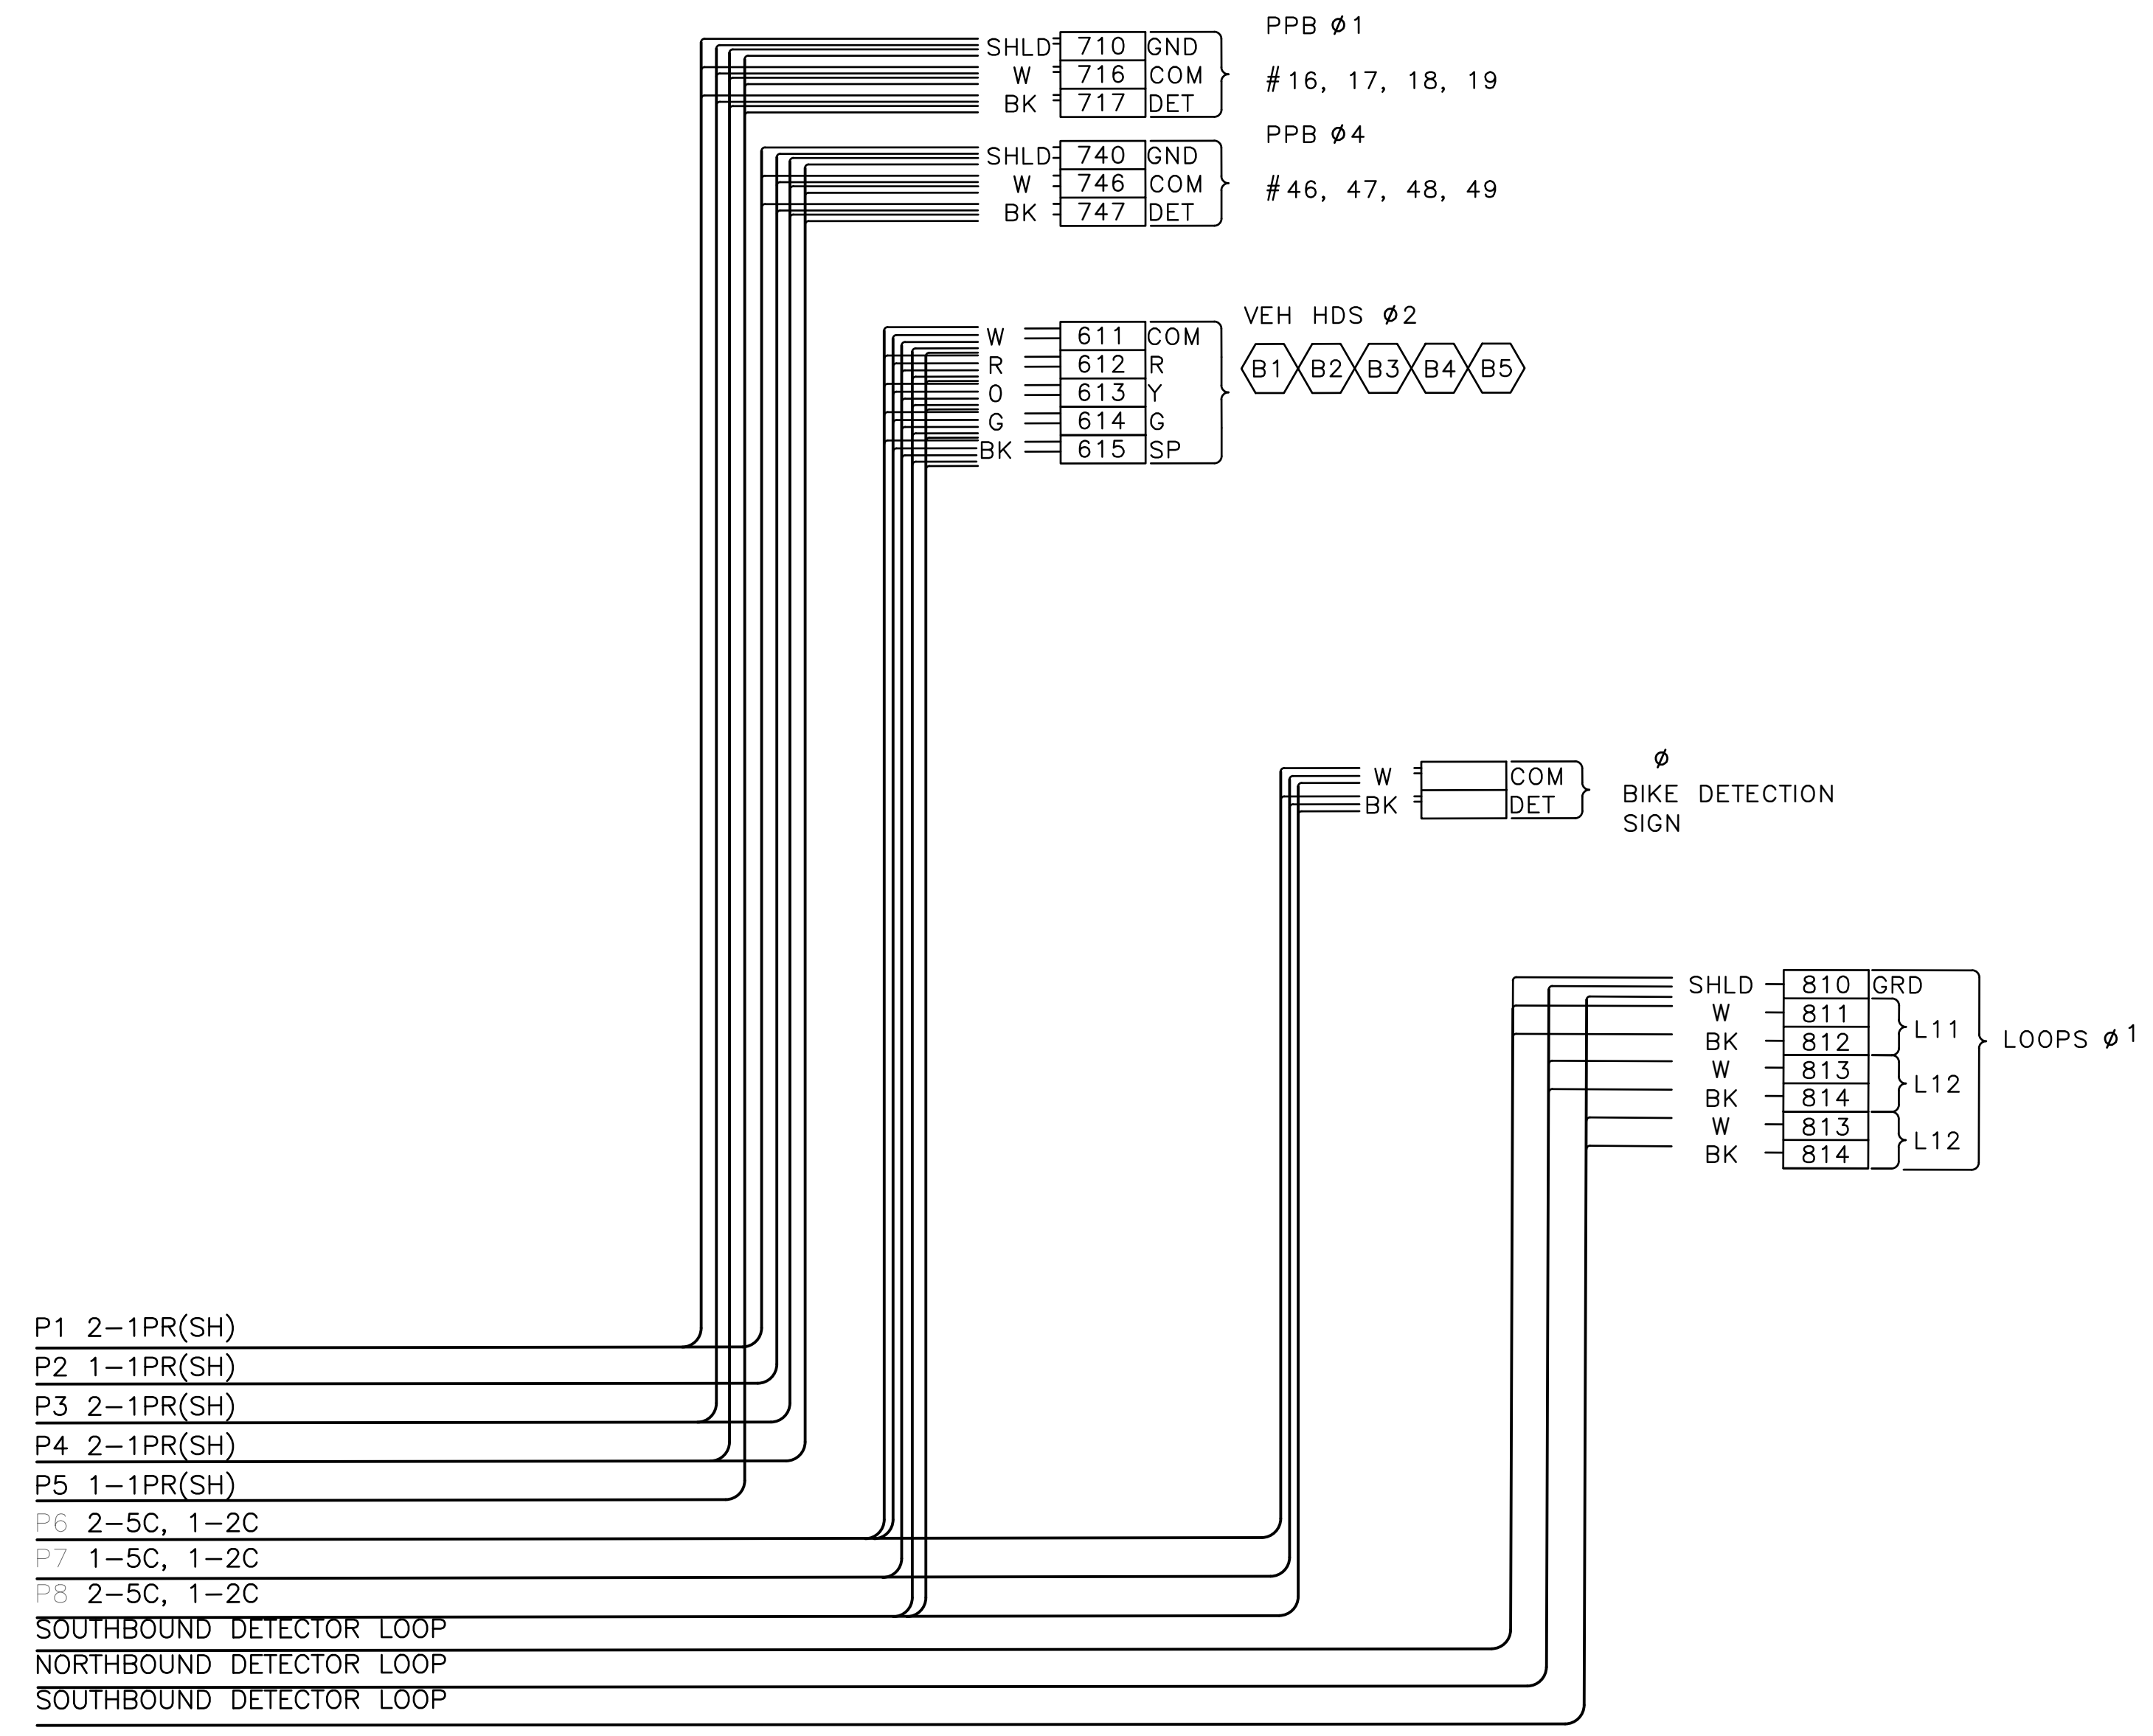 PPB ø1
SHLD 710 GND
W 716 COM #16, 17, 18, 19
BK 717 DET
PPB ø4
SHLD 740 GND
W 746 COM #46, 47, 48, 49
BK 747 DET
VEH HDS ø2
W 611 COM
R 612 R B1 B2 B3 B4 B5
O 613 Y
G 614 G
BK 615 SP
ø
W COM
BK DET BIKE DETECTION
SIGN
SHLD 810 GRD
W 811
L11
BK 812
LOOPS ø1
W 813
L12
BK 814
W 813
L12
BK 814
P1 2-1PR(SH)
P2 1-1PR(SH)
P3 2-1PR(SH)
P4 2-1PR(SH)
P5 1-1PR(SH)
P6 2-5C, 1-2C
P7 1-5C, 1-2C
P8 2-5C, 1-2C
SOUTHBOUND DETECTOR LOOP
NORTHBOUND DETECTOR LOOP
SOUTHBOUND DETECTOR LOOP